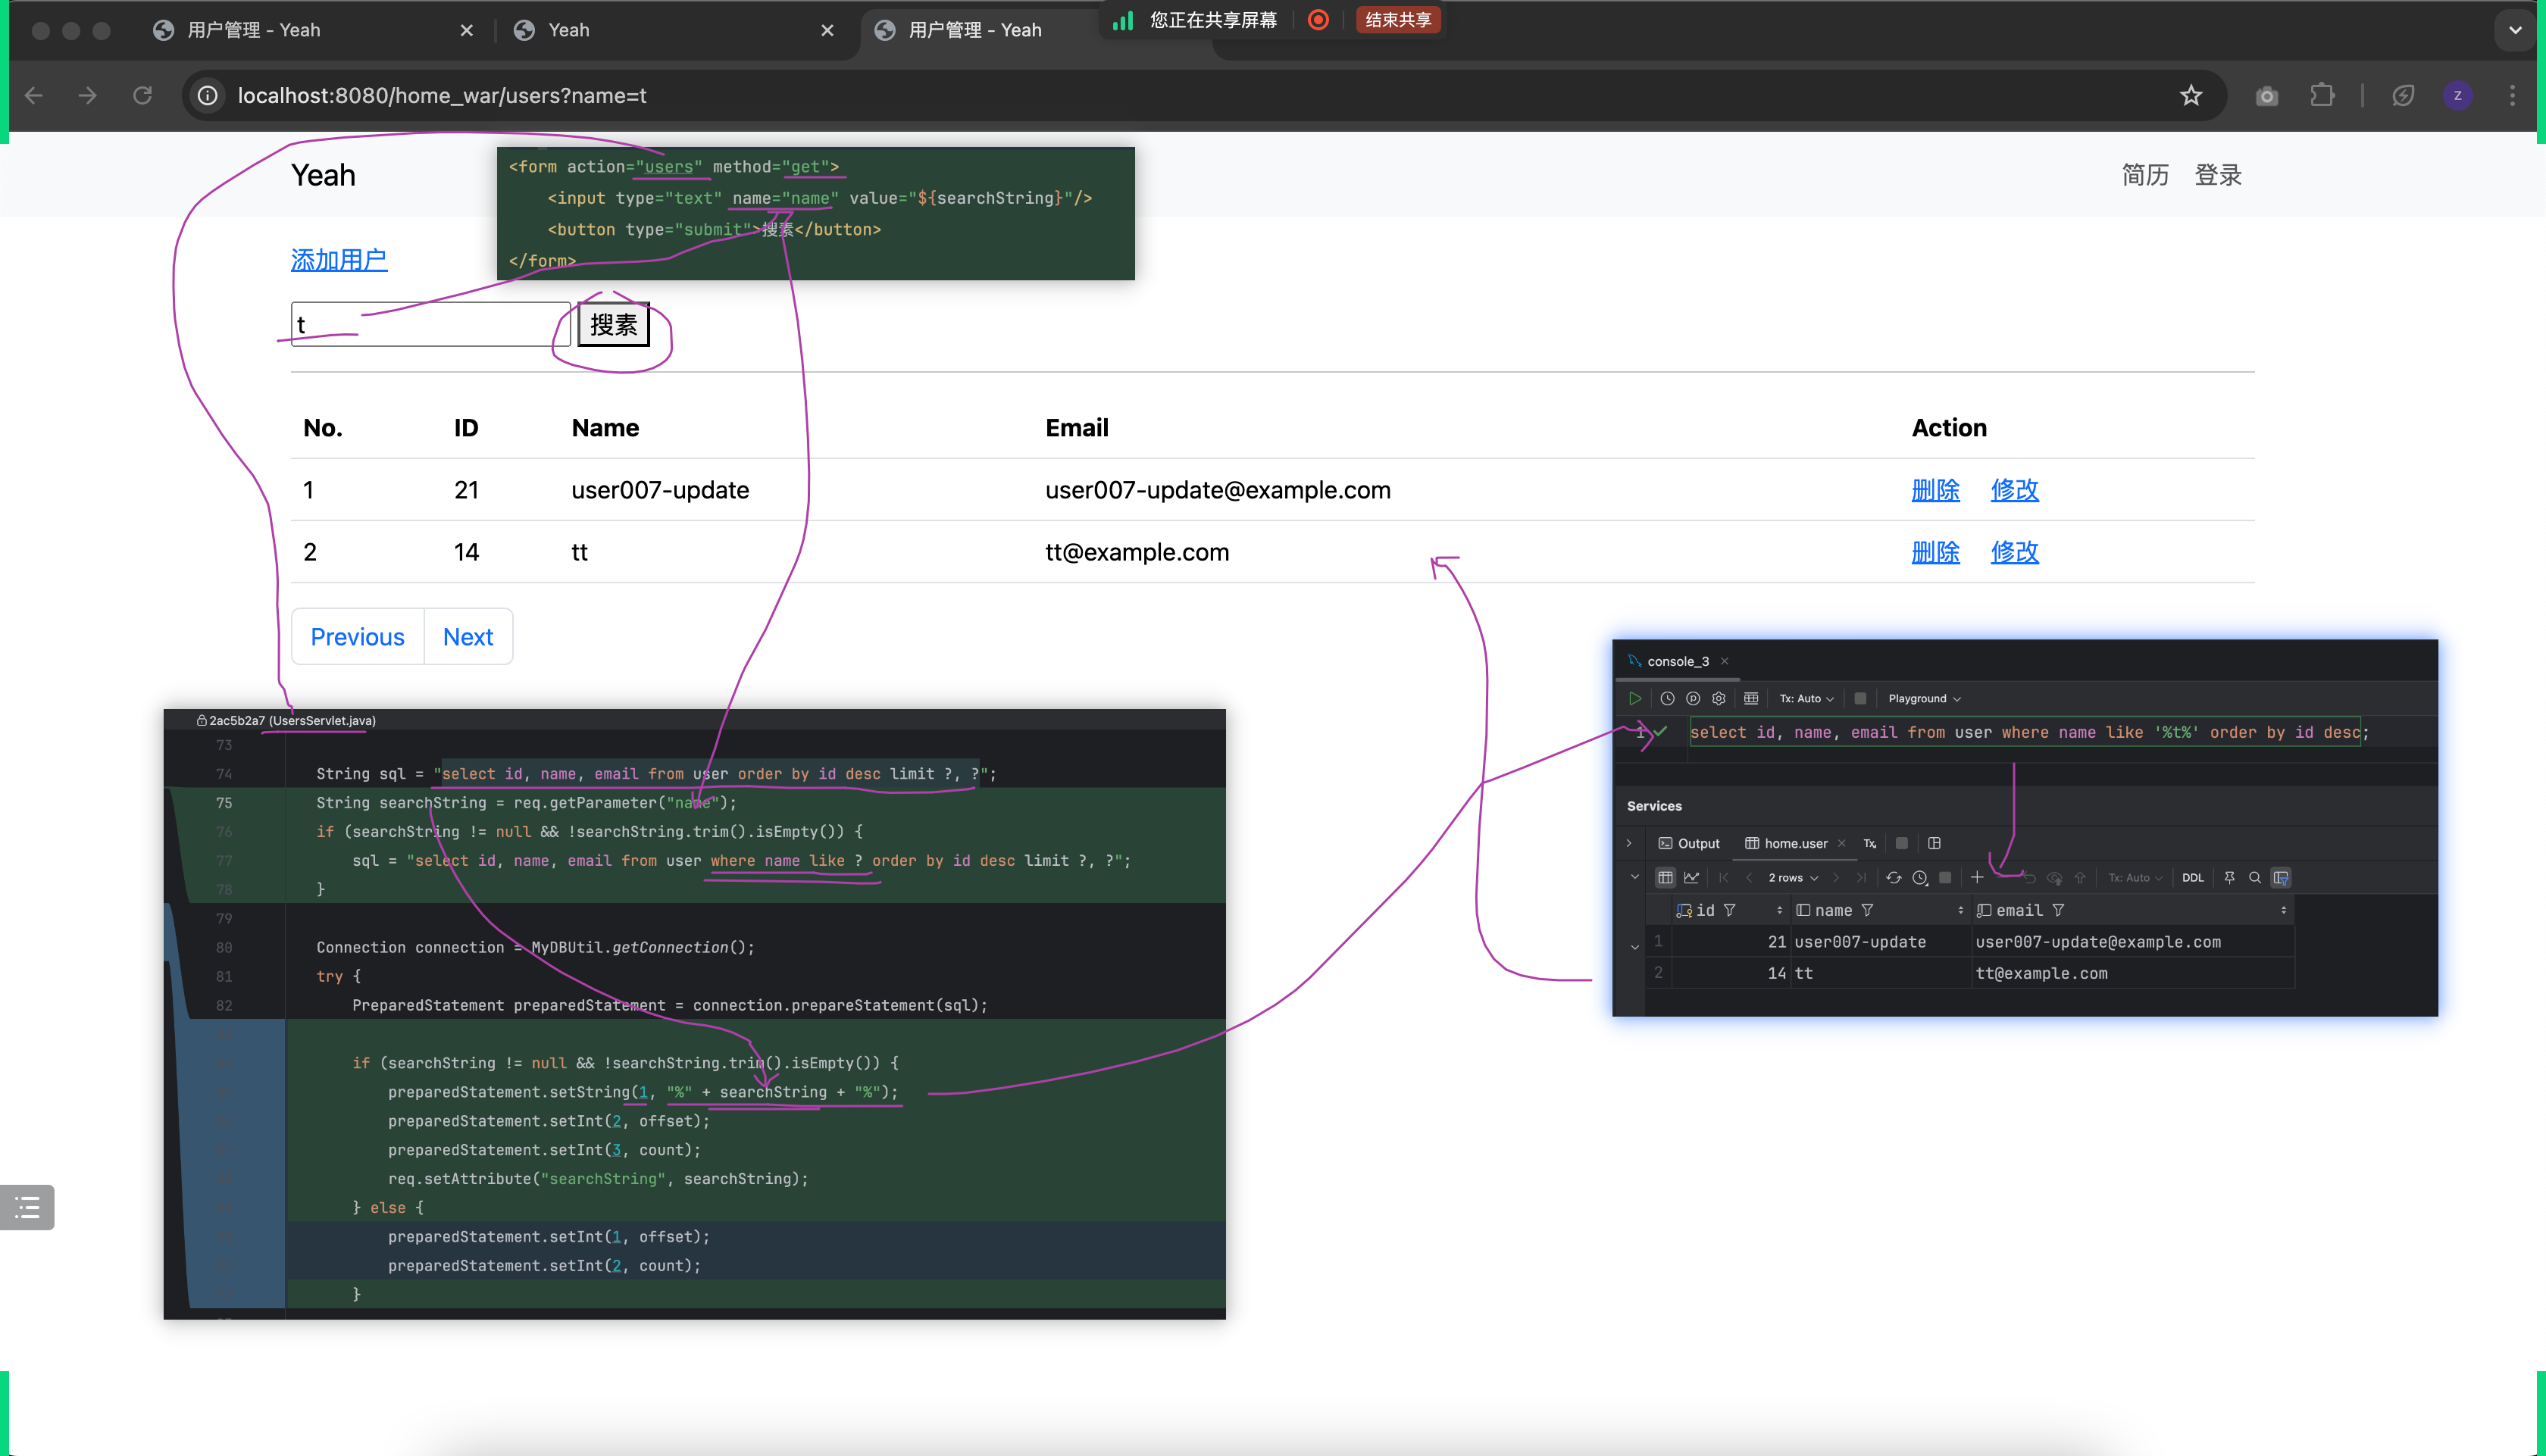 用户管理 - Yeah
Yeah
用户管理 - Yeah
您正在共享屏幕
结束共享
localhost:8080/home_war/users?name=t
Z
Yeah
简历 登录
<form action="users" method="get">
<input type="text" name="name" value="${searchString}"/>
<button type="submit">搜素</button>
</form>
添加用户
t
搜素
No. ID Name Email Action
1 21 user007-update user007-update@example.com 删除 修改
2 14 tt tt@example.com 删除 修改
Previous Next
2ac5b2a7 (UsersServlet.java)
73
74 String sql = "select id, name, email from user order by id desc limit ?, ?";
75 String searchString = req.getParameter("name");
76 if (searchString != null && !searchString.trim().isEmpty()) {
77 sql = "select id, name, email from user where name like ? order by id desc limit ?, ?";
78 }
79
80 Connection connection = MyDBUtil.getConnection();
81 try {
82 PreparedStatement preparedStatement = connection.prepareStatement(sql);
if (searchString != null && !searchString.trim().isEmpty()) {
preparedStatement.setString(1, "%" + searchString + "%");
preparedStatement.setInt(2, offset);
preparedStatement.setInt(3, count);
req.setAttribute("searchString", searchString);
} else {
preparedStatement.setInt(1, offset);
preparedStatement.setInt(2, count);
}
console_3
Tx: Auto Playground
1 select id, name, email from user where name like '%t%' order by id desc;
Services
Output home.user Tx
2 rows Tx: Auto DDL
id name email
1 21 user007-update user007-update@example.com
2 14 tt tt@example.com